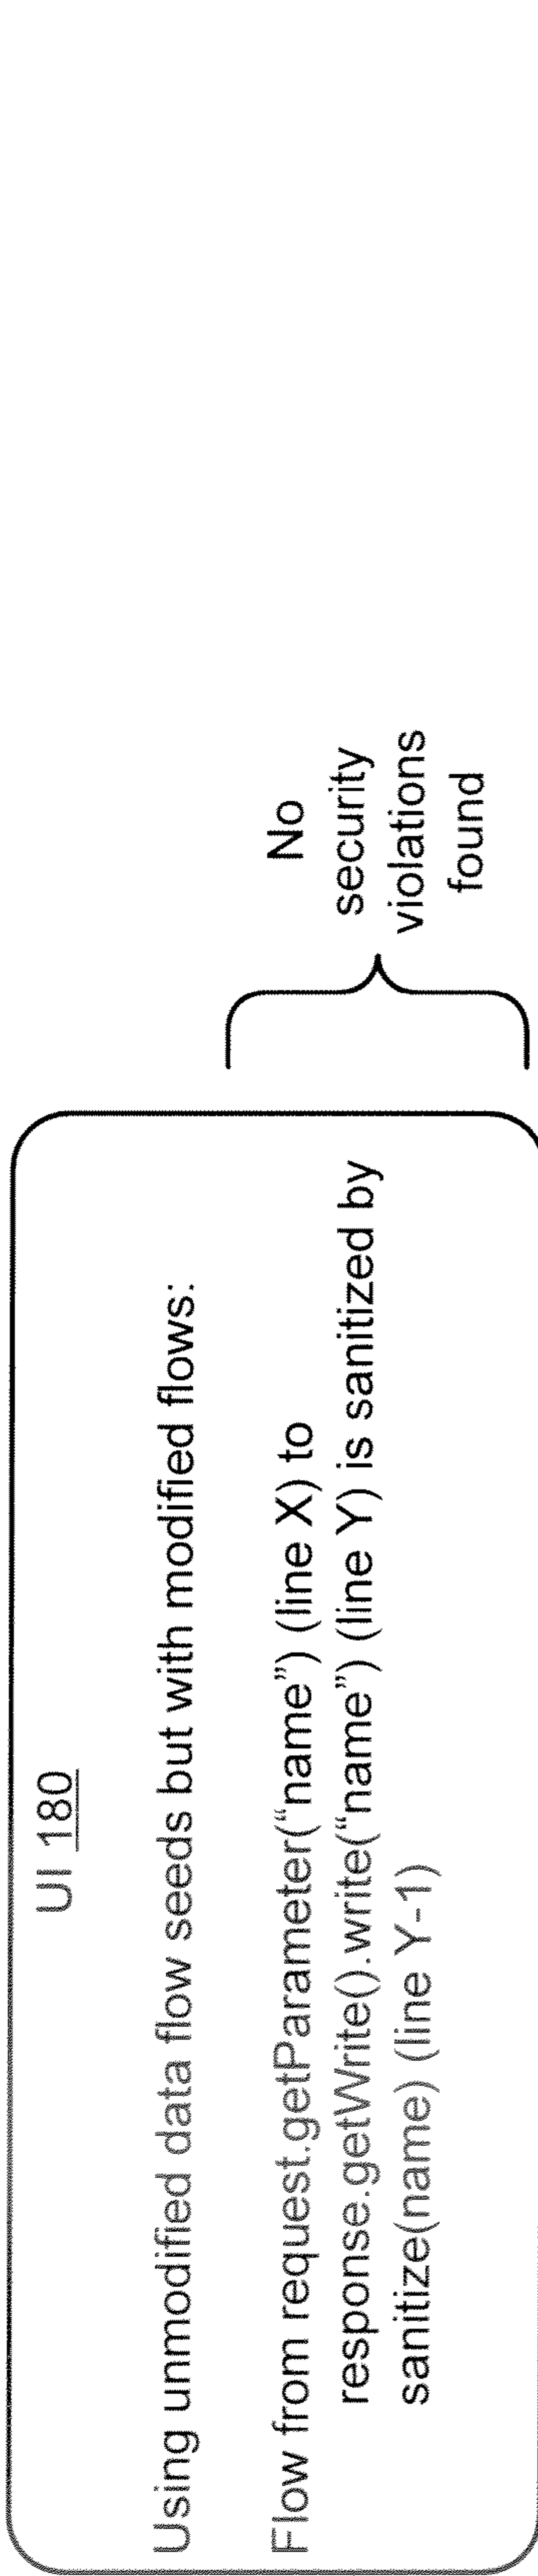 UI 180
Using unmodified data flow seeds but with modified flows:
Flow from request.getParameter(“name”) (line X) to
response.getWrite().write(“name”) (line Y) is sanitized by
sanitize(name) (line Y-1)
No
security
violations
found